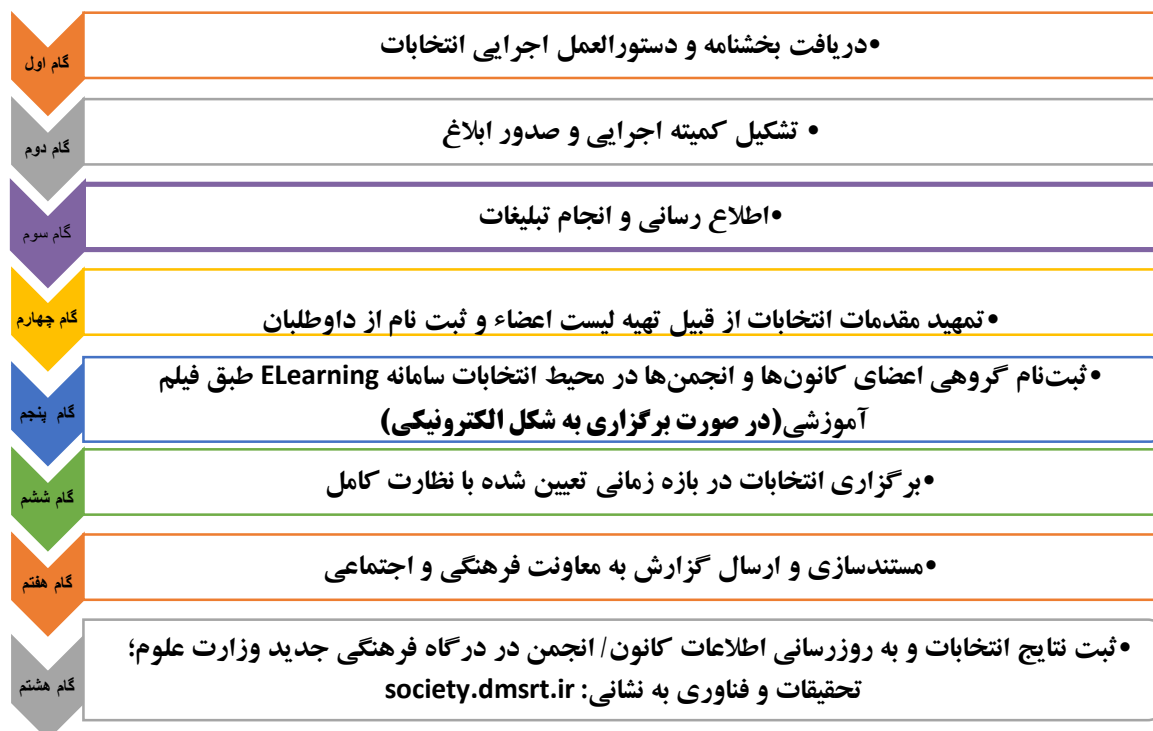 گام اول
•دریافت بخشنامه و دستورالعمل اجرایی انتخابات
گام دوم
• تشکیل کمیته اجرایی و صدور ابلاغ
گام سوم
•اطلاع رسانی و انجام تبلیغات
گام چهارم
•تمهید مقدمات انتخابات از قبیل تهیه لیست اعضاء و ثبت نام از داوطلبان
گام پنجم
•ثبت‌نام گروهی اعضای کانون‌ها و انجمن‌ها در محیط انتخابات سامانه ELearning طبق فیلم
آموزشی(در صورت برگزاری به شکل الکترونیکی)
گام ششم
•برگزاری انتخابات در بازه زمانی تعیین شده با نظارت کامل
گام هفتم
•مستندسازی و ارسال گزارش به معاونت فرهنگی و اجتماعی
گام هشتم
•ثبت نتایج انتخابات و به روزرسانی اطلاعات کانون/ انجمن در درگاه فرهنگی جدید وزارت علوم؛
تحقیقات و فناوری به نشانی: society.dmsrt.ir